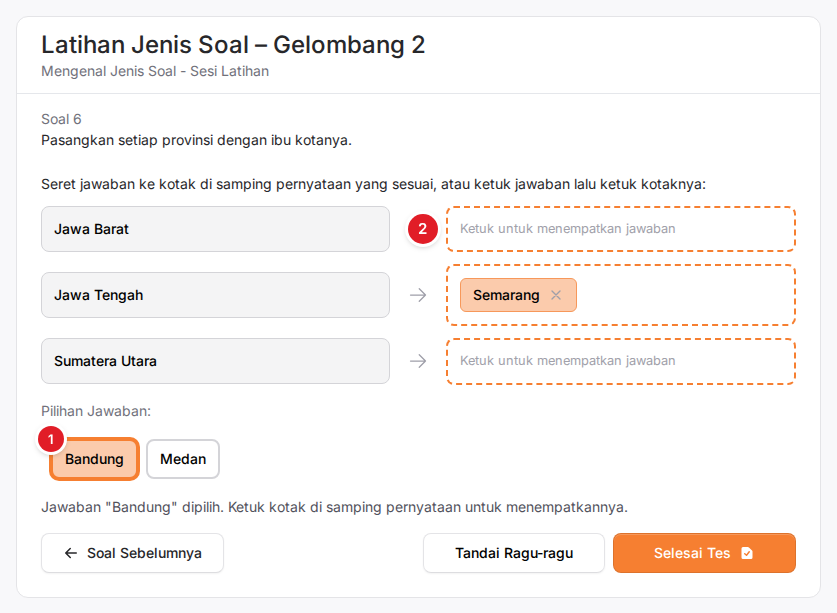 Latihan Jenis Soal – Gelombang 2
Mengenal Jenis Soal - Sesi Latihan
Soal 6
Pasangkan setiap provinsi dengan ibu kotanya.
Seret jawaban ke kotak di samping pernyataan yang sesuai, atau ketuk jawaban lalu ketuk kotaknya:
Jawa Barat
2
Ketuk untuk menempatkan jawaban
Jawa Tengah
Semarang
Sumatera Utara
Ketuk untuk menempatkan jawaban
Pilihan Jawaban:
1
Bandung
Medan
Jawaban "Bandung" dipilih. Ketuk kotak di samping pernyataan untuk menempatkannya.
Soal Sebelumnya
Tandai Ragu-ragu
Selesai Tes